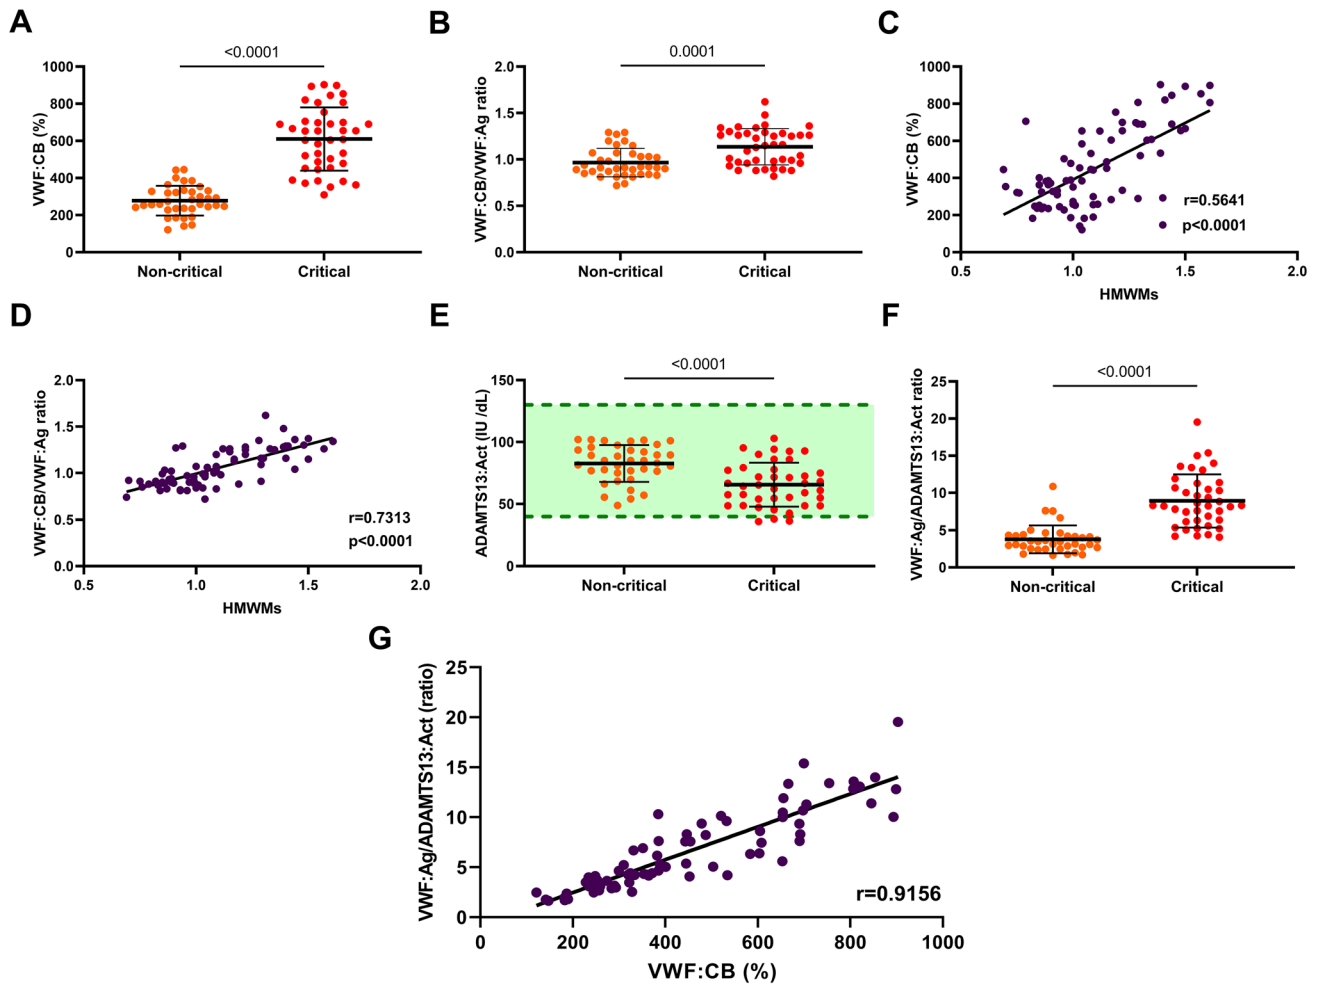 A
<0.0001
VWF:CB (%)
1000
800
600
400
200
0
Non-critical
Critical
B
0.0001
VWF:CB/VWF:Ag ratio
2.0
1.5
1.0
0.5
0.0
Non-critical
Critical
C
VWF:CB (%)
1000
800
600
400
200
0
r=0.5641
p<0.0001
0.5
1.0
1.5
2.0
HMWMs
D
VWF:CB/VWF:Ag ratio
2.0
1.5
1.0
0.5
0.0
r=0.7313
p<0.0001
0.5
1.0
1.5
2.0
HMWMs
E
<0.0001
ADAMTS13:Act (IU /dL)
150
100
50
0
Non-critical
Critical
F
<0.0001
VWF:Ag/ADAMTS13:Act ratio
25
20
15
10
5
0
Non-critical
Critical
G
VWF:Ag/ADAMTS13:Act (ratio)
25
20
15
10
5
0
r=0.9156
0
200
400
600
800
1000
VWF:CB (%)